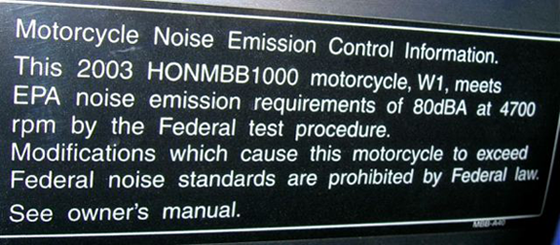 Motorcycle Noise Emission Control Information.
This 2003 HONMBB1000 motorcycle, W1, meets
EPA noise emission requirements of 80dBA at 4700
rpm by the Federal test procedure.
Modifications which cause this motorcycle to exceed
Federal noise standards are prohibited by Federal law.
See owner's manual.
MBB-A40